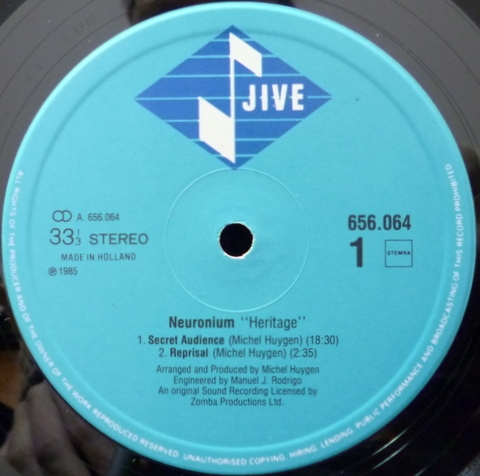 JIVE
A. 656.064
33 1/3 STEREO
MADE IN HOLLAND
℗ 1985
656.064
1
STEMRA
Neuronium "Heritage"
1. Secret Audience (Michel Huygen) (18:30)
2. Reprisal (Michel Huygen) (2:35)
Arranged and Produced by Michel Huygen
Engineered by Manuel J. Rodrigo
An original Sound Recording Licensed by
Zomba Productions Ltd.
ALL RIGHTS OF THE PRODUCER AND OF THE OWNER OF THE WORK REPRODUCED RESERVED. UNAUTHORISED COPYING, HIRING, LENDING, PUBLIC PERFORMANCE AND BROADCASTING OF THIS RECORD PROHIBITED